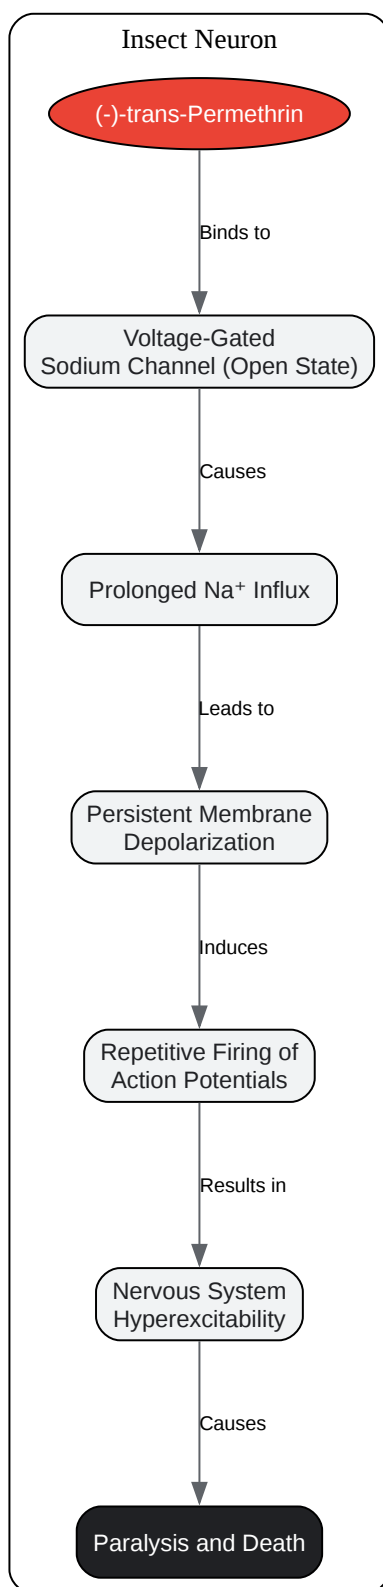 Insect Neuron
(-)-trans-Permethrin
Binds to
Voltage-Gated
Sodium Channel (Open State)
Causes
Prolonged Na⁺ Influx
Leads to
Persistent Membrane
Depolarization
Induces
Repetitive Firing of
Action Potentials
Results in
Nervous System
Hyperexcitability
Causes
Paralysis and Death